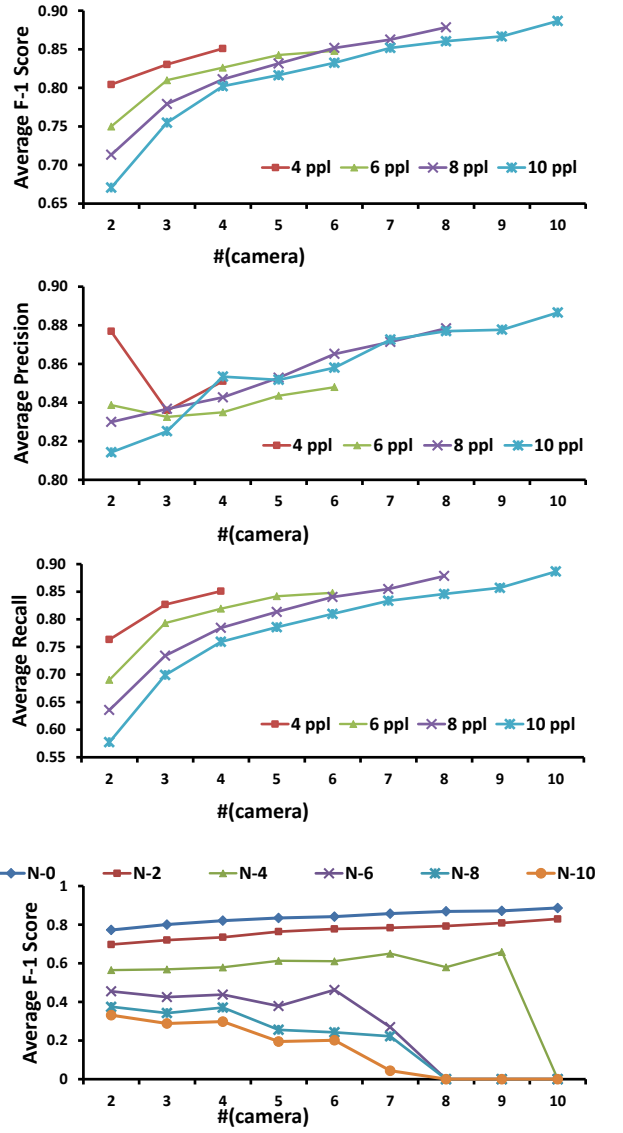 0.90
0.85
0.80
0.75
0.70
0.65
Average F-1 Score
4 ppl 6 ppl 8 ppl 10 ppl
2 3 4 5 6 7 8 9 10
#(camera)
0.90
0.88
0.86
0.84
0.82
0.80
Average Precision
4 ppl 6 ppl 8 ppl 10 ppl
2 3 4 5 6 7 8 9 10
#(camera)
0.90
0.85
0.80
0.75
0.70
0.65
0.60
0.55
Average Recall
4 ppl 6 ppl 8 ppl 10 ppl
2 3 4 5 6 7 8 9 10
#(camera)
N-0 N-2 N-4 N-6 N-8 N-10
1
0.8
0.6
0.4
0.2
0
Average F-1 Score
2 3 4 5 6 7 8 9 10
#(camera)